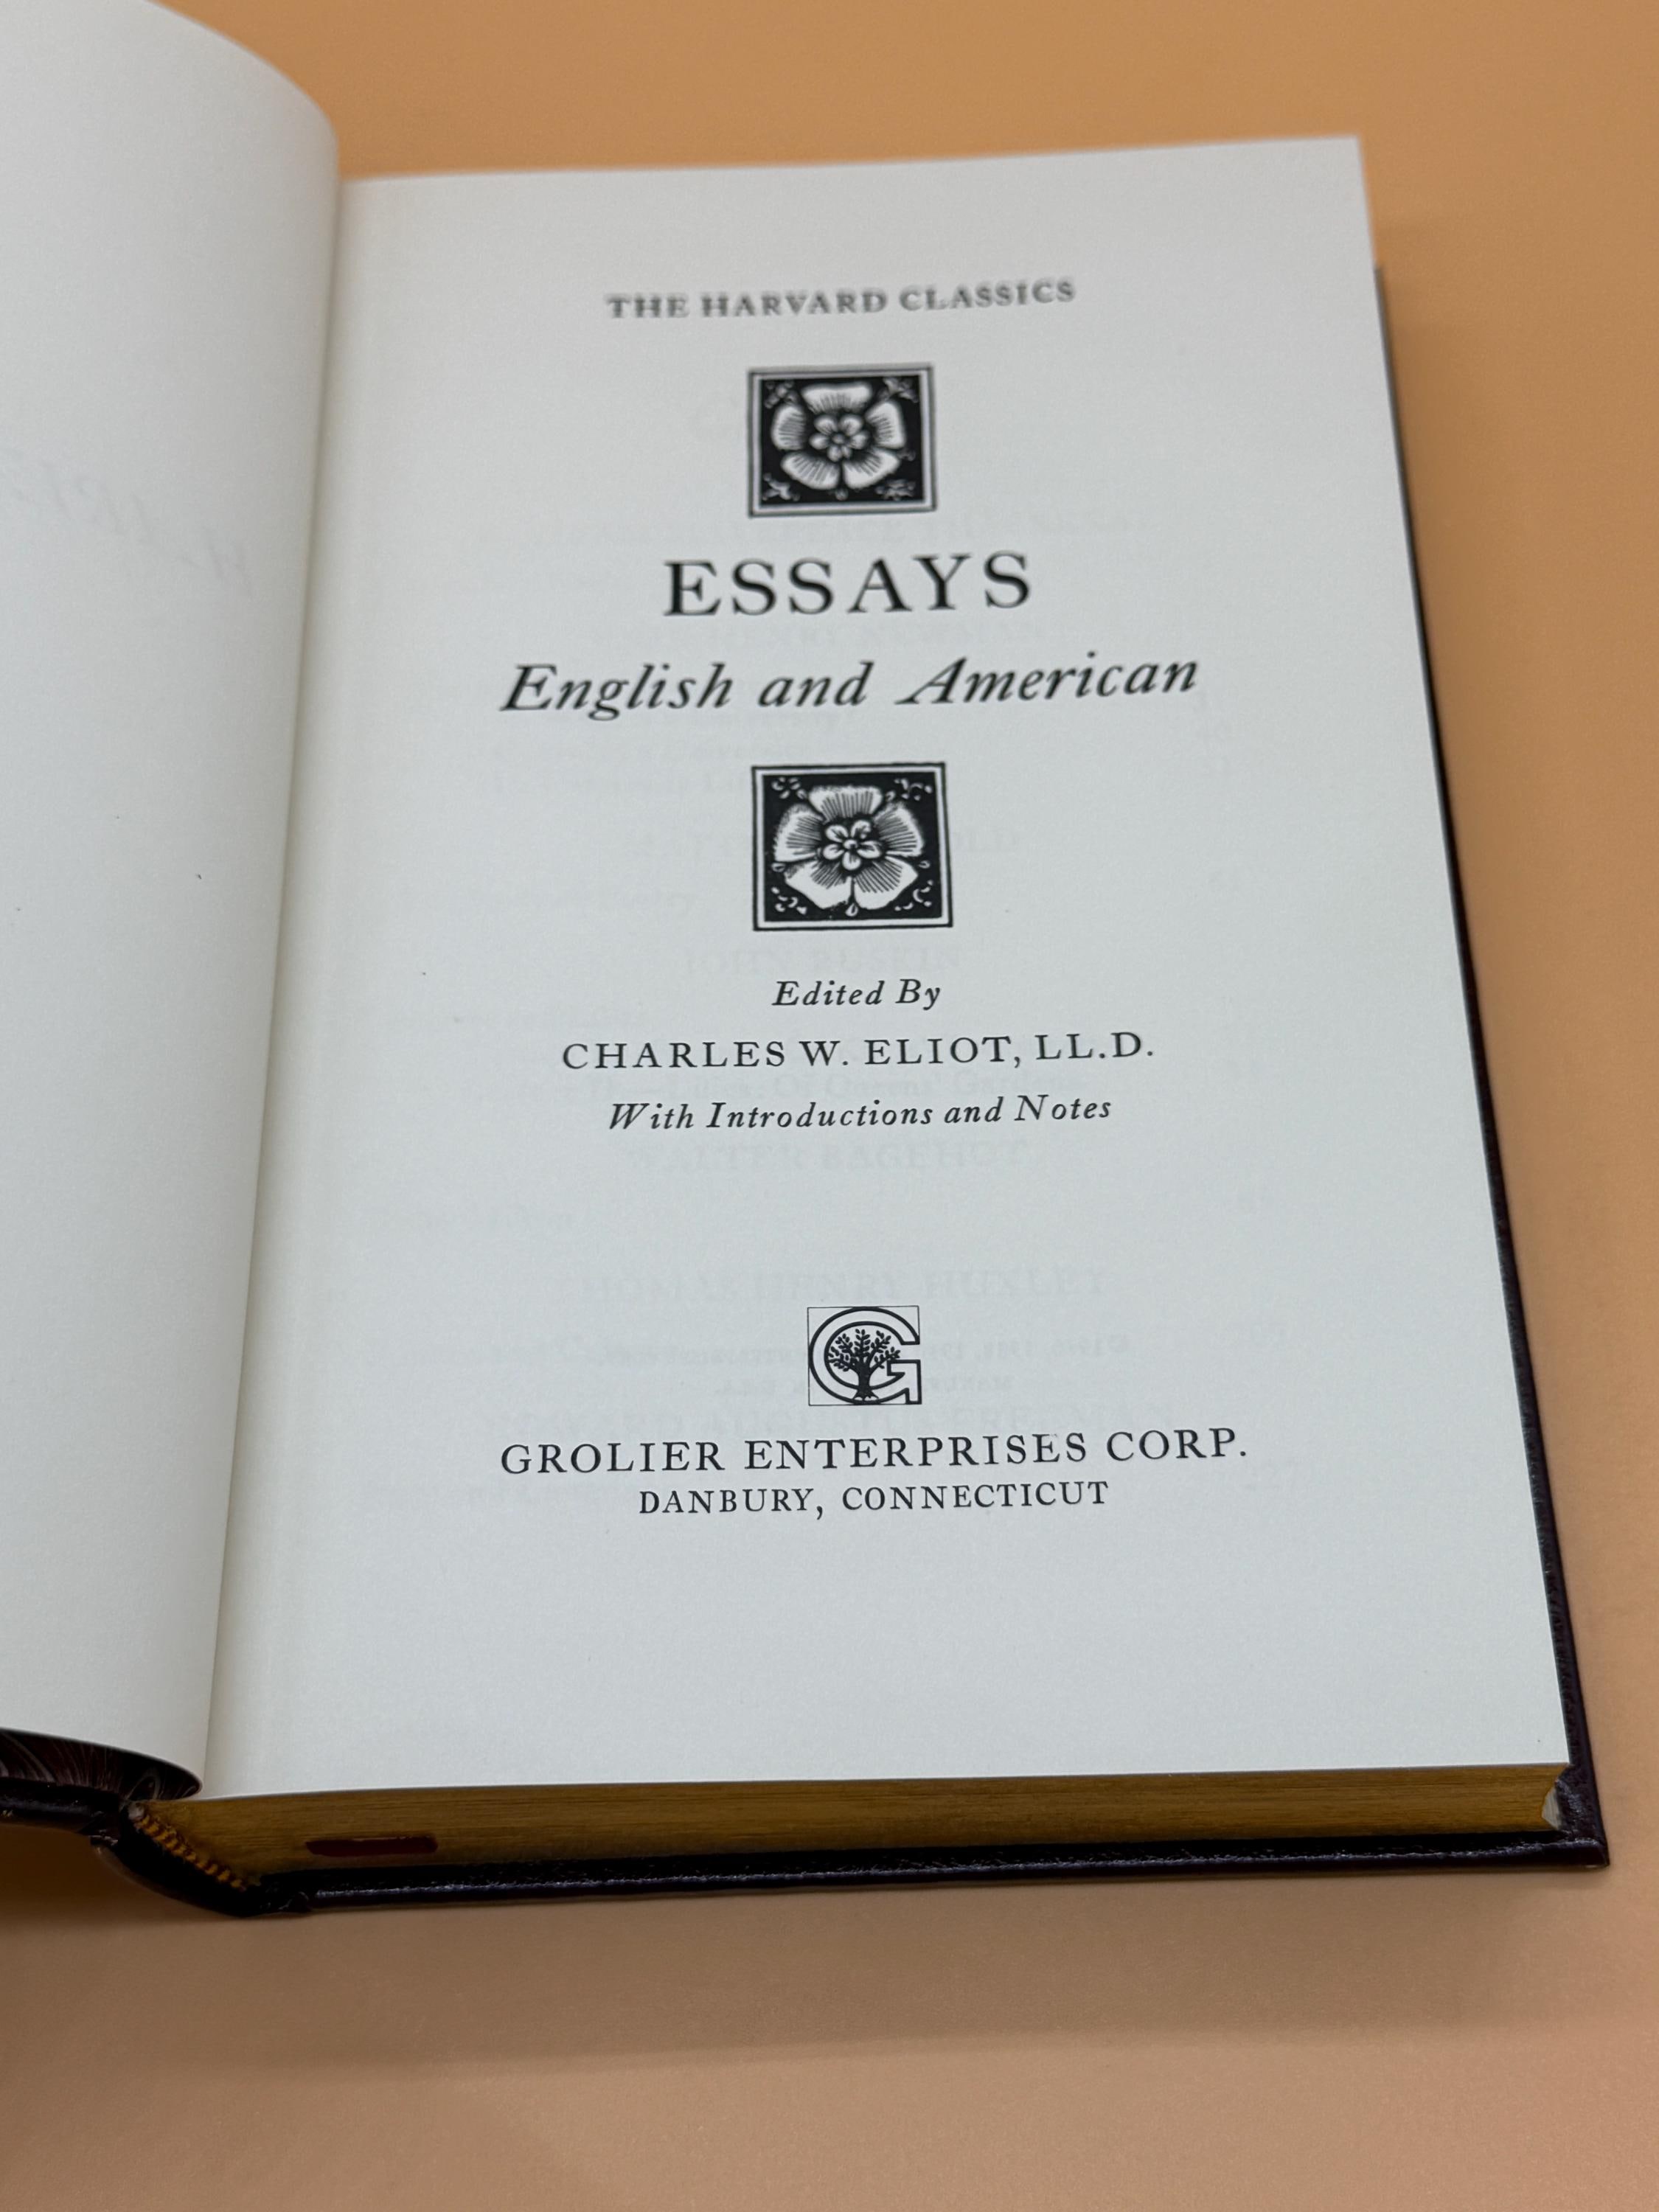 THE HARVARD CLASSICS
ESSAYS
English and American
Edited By
CHARLES W. ELIOT, LL.D.
With Introductions and Notes
G
GROLIER ENTERPRISES CORP.
DANBURY, CONNECTICUT